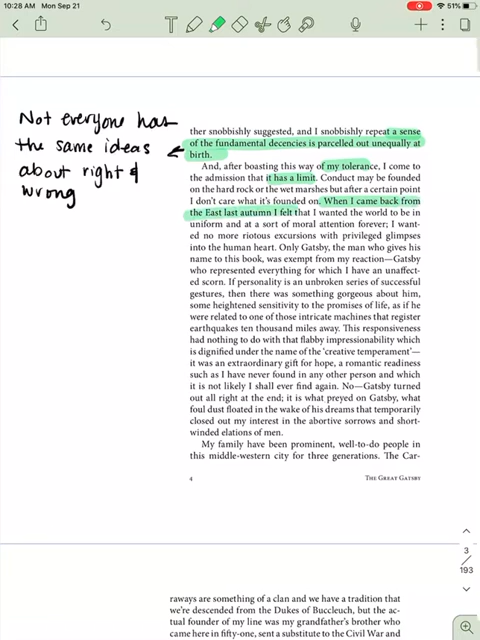 10:28 AM Mon Sep 21
51%
T
Not everyone has
the same ideas
about right &
wrong
ther snobbishly suggested, and I snobbishly repeat a sense
of the fundamental decencies is parcelled out unequally at
birth.
And, after boasting this way of my tolerance, I come to
the admission that it has a limit. Conduct may be founded
on the hard rock or the wet marshes but after a certain point
I don't care what it's founded on. When I came back from
the East last autumn I felt that I wanted the world to be in
uniform and at a sort of moral attention forever; I want-
ed no more riotous excursions with privileged glimpses
into the human heart. Only Gatsby, the man who gives his
name to this book, was exempt from my reaction—Gatsby
who represented everything for which I have an unaffect-
ed scorn. If personality is an unbroken series of successful
gestures, then there was something gorgeous about him,
some heightened sensitivity to the promises of life, as if he
were related to one of those intricate machines that register
earthquakes ten thousand miles away. This responsiveness
had nothing to do with that flabby impressionability which
is dignified under the name of the 'creative temperament'—
it was an extraordinary gift for hope, a romantic readiness
such as I have never found in any other person and which
it is not likely I shall ever find again. No—Gatsby turned
out all right at the end; it is what preyed on Gatsby, what
foul dust floated in the wake of his dreams that temporarily
closed out my interest in the abortive sorrows and short-
winded elations of men.
My family have been prominent, well-to-do people in
this middle-western city for three generations. The Car-
4
The Great Gatsby
3
193
raways are something of a clan and we have a tradition that
we're descended from the Dukes of Buccleuch, but the ac-
tual founder of my line was my grandfather's brother who
came here in fifty-one, sent a substitute to the Civil War and